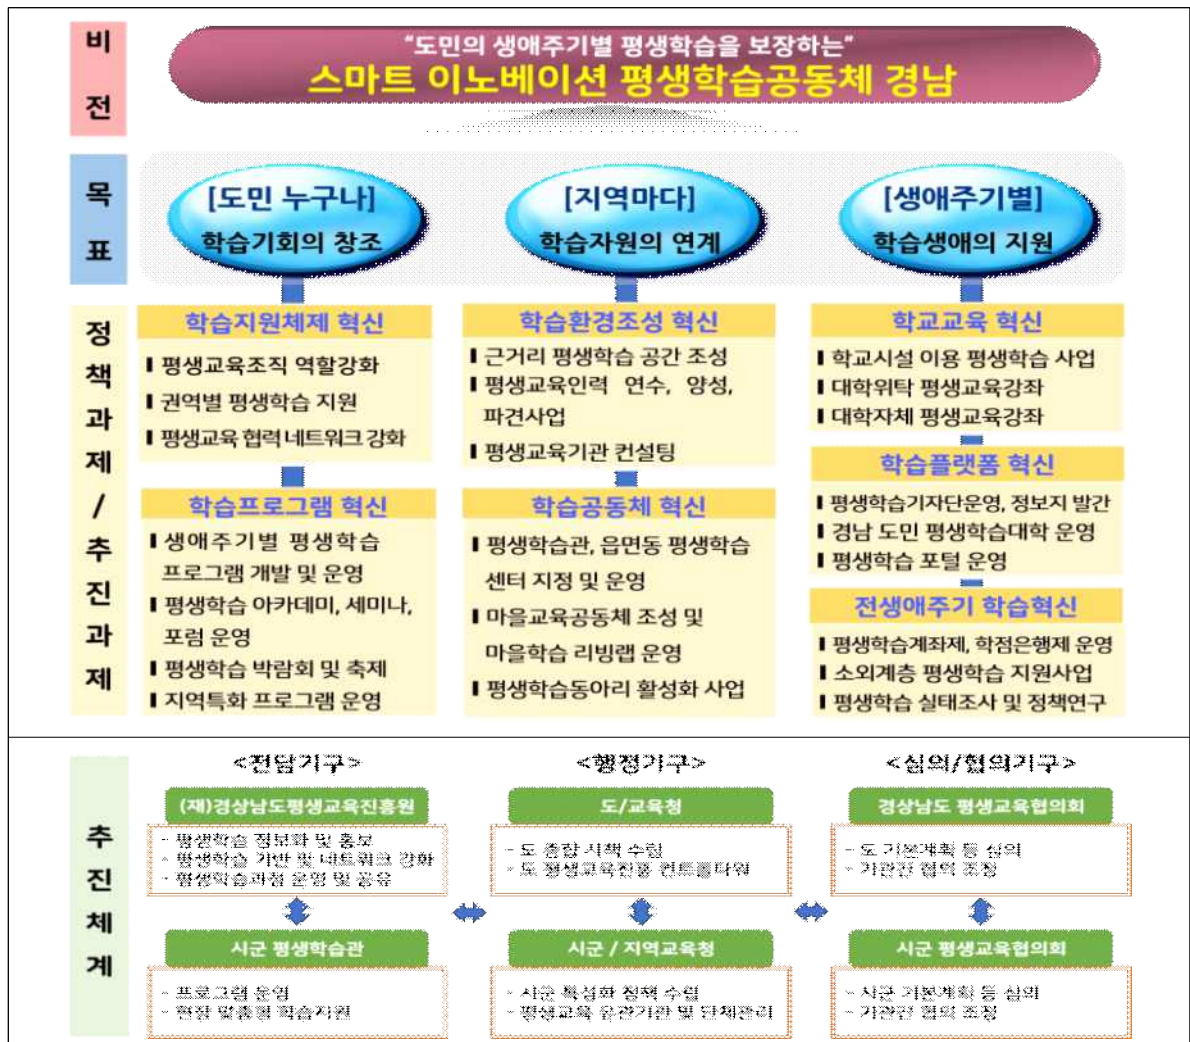 비전
"도민의 생애주기별 평생학습을 보장하는"
스마트 이노베이션 평생학습공동체 경남
목표
[도민 누구나]
학습기회의 창조
[지역마다]
학습자원의 연계
[생애주기별]
학습생애의 지원
정책과제/추진과제
학습지원체제 혁신
평생교육조직 역할강화
권역별 평생학습 지원
평생교육 협력 네트워크 강화
학습프로그램 혁신
생애주기별 평생학습
프로그램 개발 및 운영
평생학습 아카데미, 세미나,
포럼 운영
평생학습 박람회 및 축제
지역특화 프로그램 운영
학습환경조성 혁신
근거리 평생학습 공간 조성
평생교육인력 연수, 양성,
파견사업
평생교육기관 컨설팅
학습공동체 혁신
평생학습관, 읍면동 평생학습
센터 지정 및 운영
마을교육공동체 조성 및
마을학습 리빙랩 운영
평생학습동아리 활성화 사업
학교교육 혁신
학교시설 이용 평생학습 사업
대학위탁 평생교육강좌
대학자체 평생교육강좌
학습플랫폼 혁신
평생학습기자단운영, 정보지 발간
경남 도민 평생학습대학 운영
평생학습 포털 운영
전생애주기 학습혁신
평생학습계좌제, 학점은행제 운영
소외계층 평생학습 지원사업
평생학습 실태조사 및 정책연구
추진체계
<전담기구>
(재)경상남도평생교육진흥원
- 평생학습 정보화 및 홍보
- 평생학습 기반 및 네트워크 강화
- 평생학습과정 운영 및 공유
시군 평생학습관
- 프로그램 운영
- 현장 맞춤형 학습지원
<행정기구>
도/교육청
- 도 종합 시책 수립
- 도 평생교육진흥 컨트롤타워
시군 / 지역교육청
- 시군 특성화 정책 수립
- 평생교육 유관기관 및 단체관리
<심의/협의기구>
경상남도 평생교육협의회
- 도 기본계획 등 심의
- 기관간 협의 조정
시군 평생교육협의회
- 시군 기본계획 등 심의
- 기관간 협의 조정